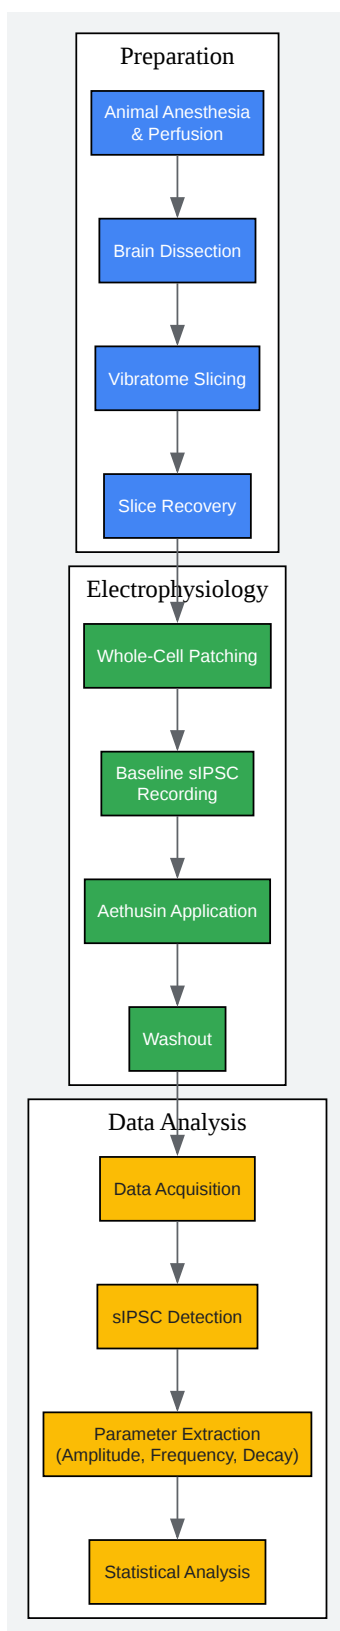 Preparation
Animal Anesthesia
& Perfusion
Brain Dissection
Vibratome Slicing
Slice Recovery
Electrophysiology
Whole-Cell Patching
Baseline sIPSC
Recording
Aethusin Application
Washout
Data Analysis
Data Acquisition
sIPSC Detection
Parameter Extraction
(Amplitude, Frequency, Decay)
Statistical Analysis